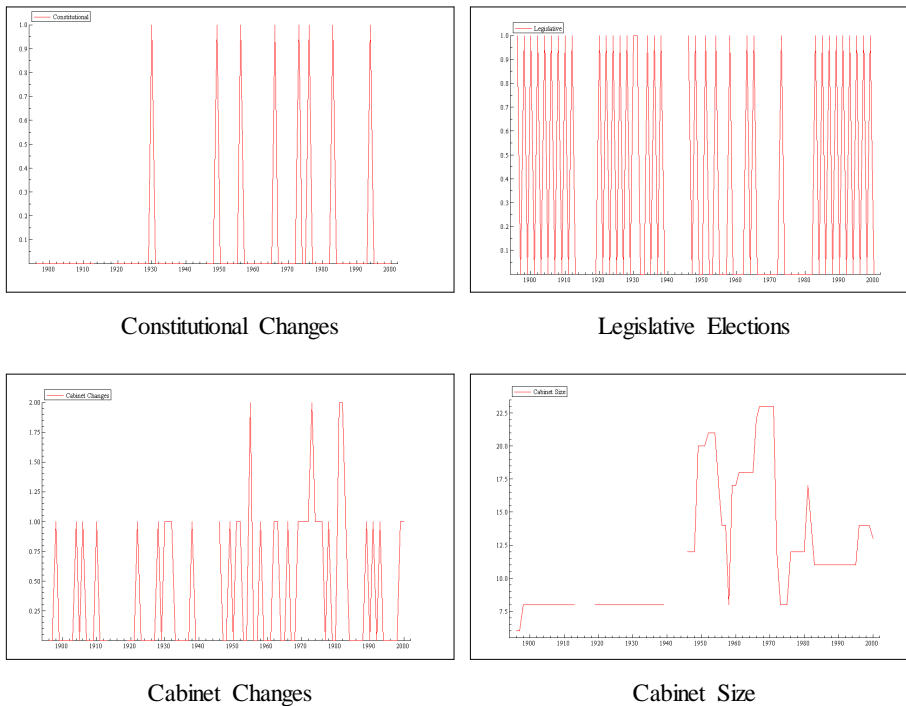 Constitutional
1.0
0.9
0.8
0.7
0.6
0.5
0.4
0.3
0.2
0.1
1900 1910 1920 1930 1940 1950 1960 1970 1980 1990 2000
Constitutional Changes
Legislative
1.0
0.9
0.8
0.7
0.6
0.5
0.4
0.3
0.2
0.1
1900 1910 1920 1930 1940 1950 1960 1970 1980 1990 2000
Legislative Elections
Cabinet Changes
2.00
1.75
1.50
1.25
1.00
0.75
0.50
0.25
1900 1910 1920 1930 1940 1950 1960 1970 1980 1990 2000
Cabinet Changes
Cabinet Size
22.5
20.0
17.5
15.0
12.5
10.0
7.5
1900 1910 1920 1930 1940 1950 1960 1970 1980 1990 2000
Cabinet Size